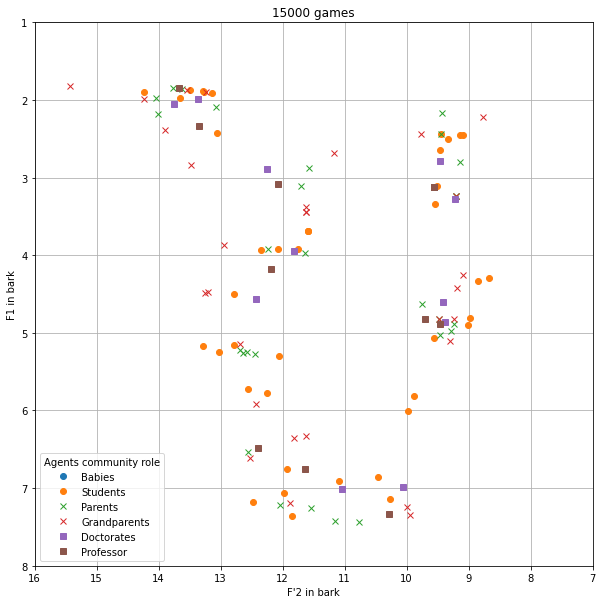 15000 games
1
2
3
4
5
6
7
8
F1 in bark
Agents community role
Babies
Students
Parents
Grandparents
Doctorates
Professor
16 15 14 13 12 11 10 9 8 7
F'2 in bark